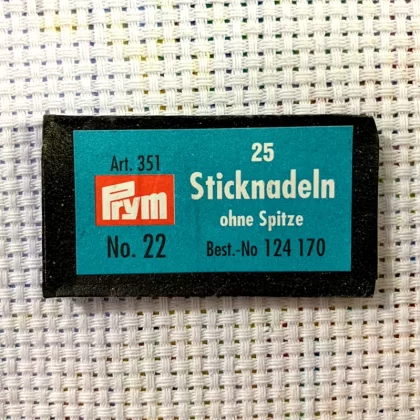 Art. 351
Prym
No. 22
25
Sticknadeln
ohne Spitze
Best.-No 124 170